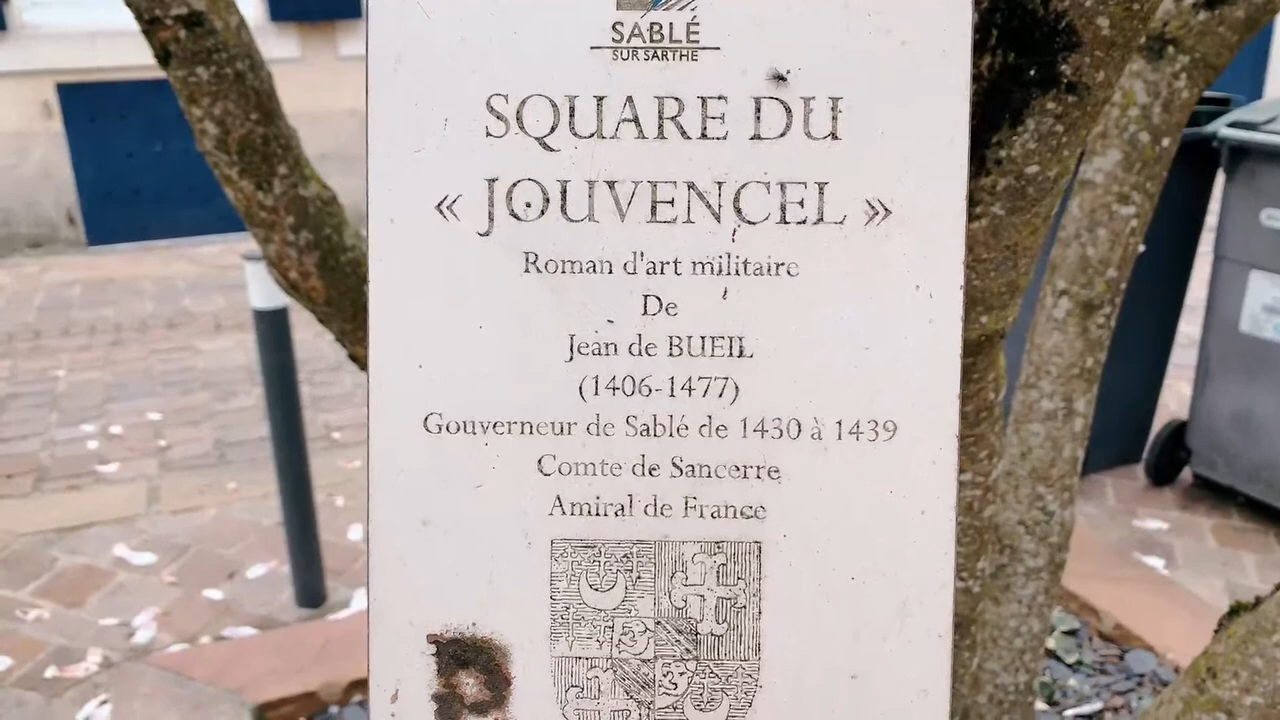 SABLÉ
SUR SARTHE
SQUARE DU
« JOUVENCEL »
Roman d'art militaire
De
Jean de BUEIL
(1406-1477)
Gouverneur de Sablé de 1430 à 1439
Comte de Sancerre
Amiral de France